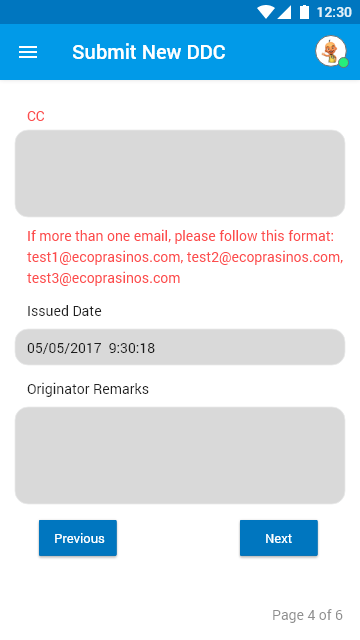 12:30
Submit New DDC
CC
If more than one email, please follow this format:
test1@ecoprasinos.com, test2@ecoprasinos.com,
test3@ecoprasinos.com
Issued Date
05/05/2017 9:30:18
Originator Remarks
Previous Next
Page 4 of 6